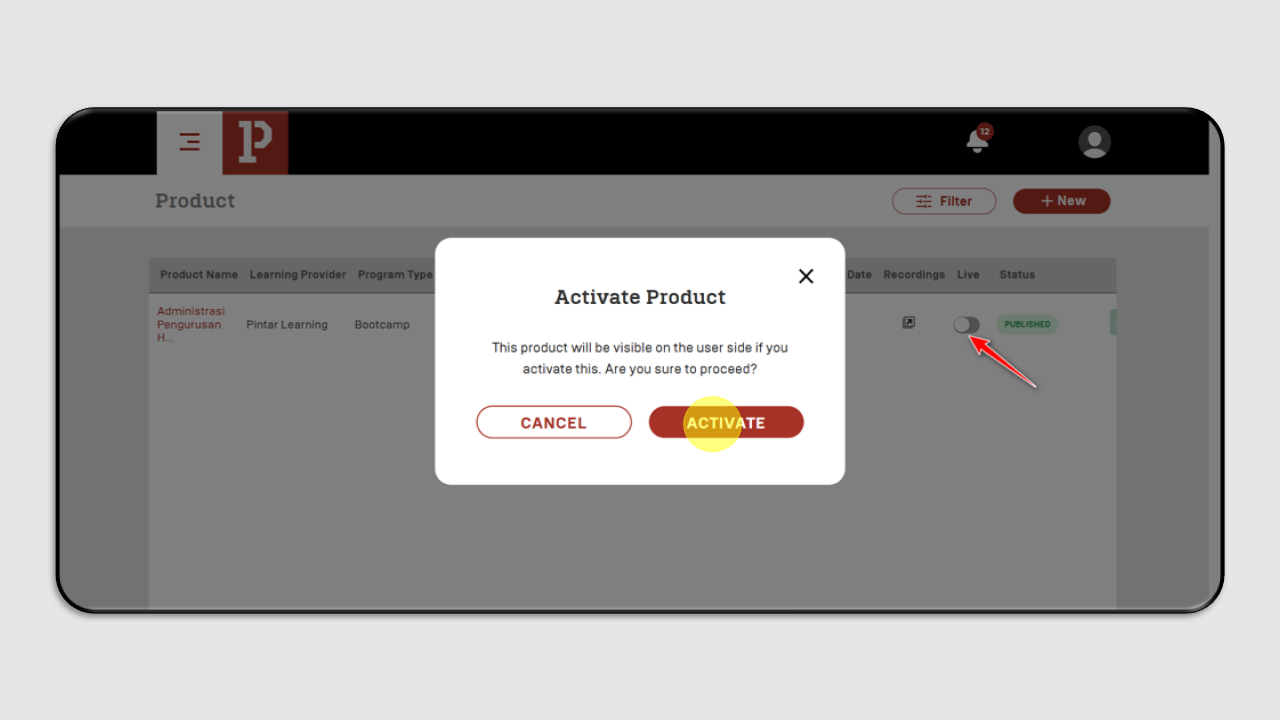 P
12
Product
Filter
+ New
Product Name Learning Provider Program Type Date Recordings Live Status
Administrasi
Pengurusan
H...
Pintar Learning
Bootcamp
PUBLISHED
Activate Product
This product will be visible on the user side if you
activate this. Are you sure to proceed?
CANCEL
ACTIVATE